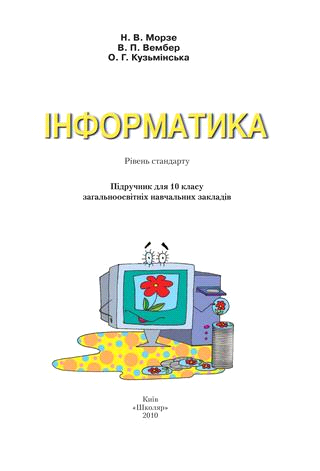 Н. В. Морзе
В. П. Вембер
О. Г. Кузьмінська
ІНФОРМАТИКА
Рівень стандарту
Підручник для 10 класу
загальноосвітніх навчальних закладів
Київ
«Школяр»
2010